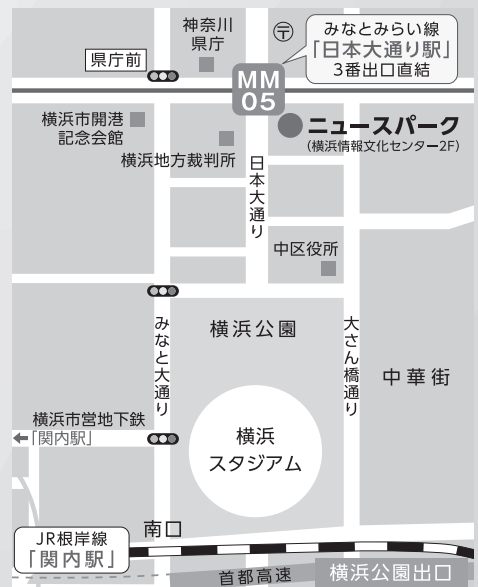 神奈川
県庁
〒
みなとみらい線
「日本大通り駅」
3番出口直結
県庁前
MM
05
横浜市開港
記念会館
横浜地方裁判所
ニュースパーク
(横浜情報文化センター2F)
日本大通り
中区役所
みなと大通り
横浜公園
大さん橋通り
中華街
横浜市営地下鉄
「関内駅」
横浜
スタジアム
JR根岸線
「関内駅」
南口
首都高速
横浜公園出口